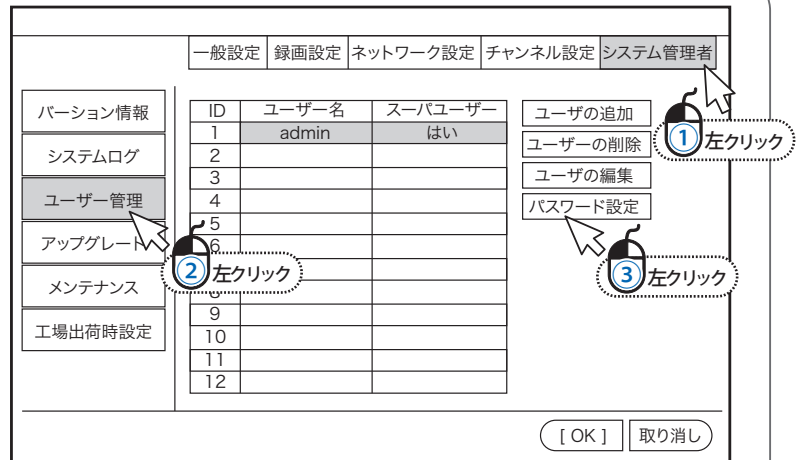 一般設定 録画設定 ネットワーク設定 チャンネル設定 システム管理者
① 左クリック
バージョン情報
システムログ
ユーザー管理
アップグレード
メンテナンス
工場出荷時設定
② 左クリック
ID ユーザー名 スーパユーザー
1 admin はい
2
3
4
5
6
8
9
10
11
12
ユーザの追加
ユーザーの削除
ユーザの編集
パスワード設定
③ 左クリック
[ OK ] 取り消し